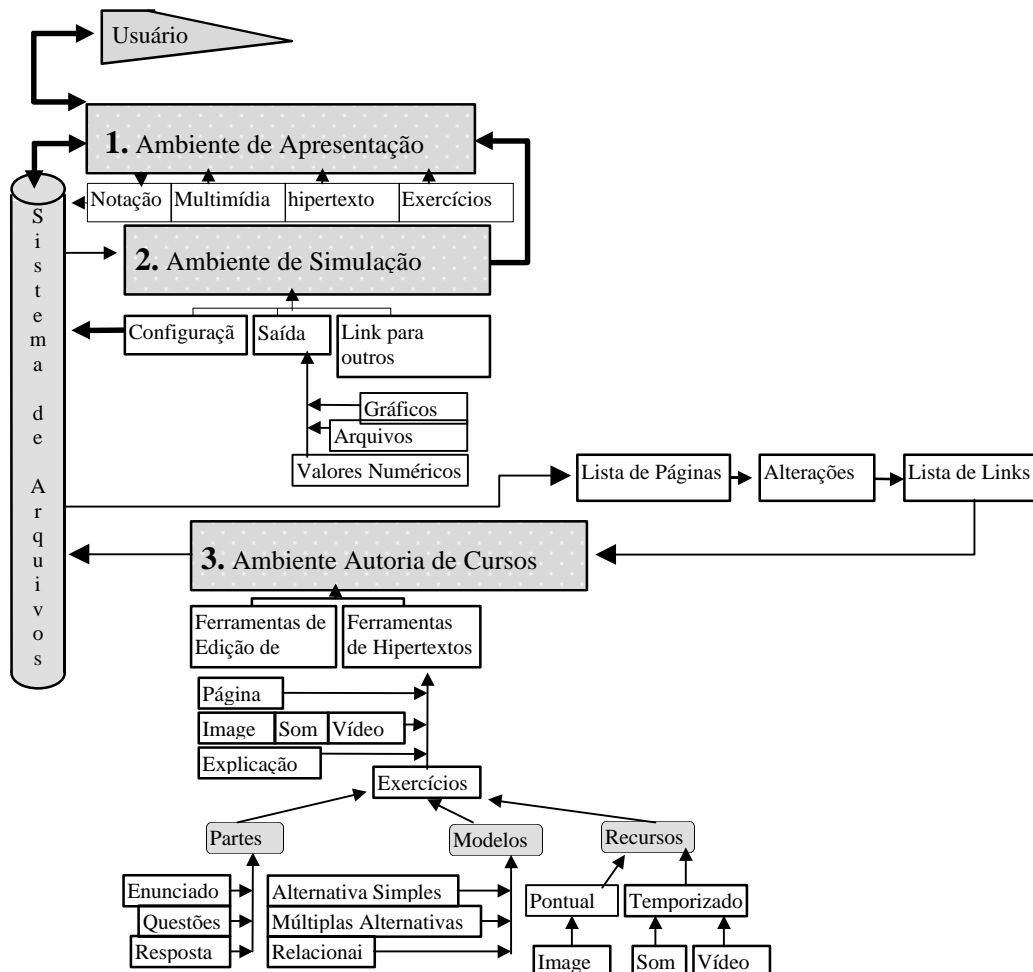 Usuário
1. Ambiente de Apresentação
Notação
Multimídia
hipertexto
Exercícios
Sistema de Arquivos
2. Ambiente de Simulação
Configuraçã
Saída
Link para
outros
Gráficos
Arquivos
Valores Numéricos
Lista de Páginas
Alterações
Lista de Links
3. Ambiente Autoria de Cursos
Ferramentas de
Edição de
Ferramentas
de Hipertextos
Página
Image
Som
Vídeo
Explicação
Exercícios
Partes
Modelos
Recursos
Enunciado
Questões
Resposta
Alternativa Simples
Múltiplas Alternativas
Relacionai
Pontual
Temporizado
Image
Som
Vídeo